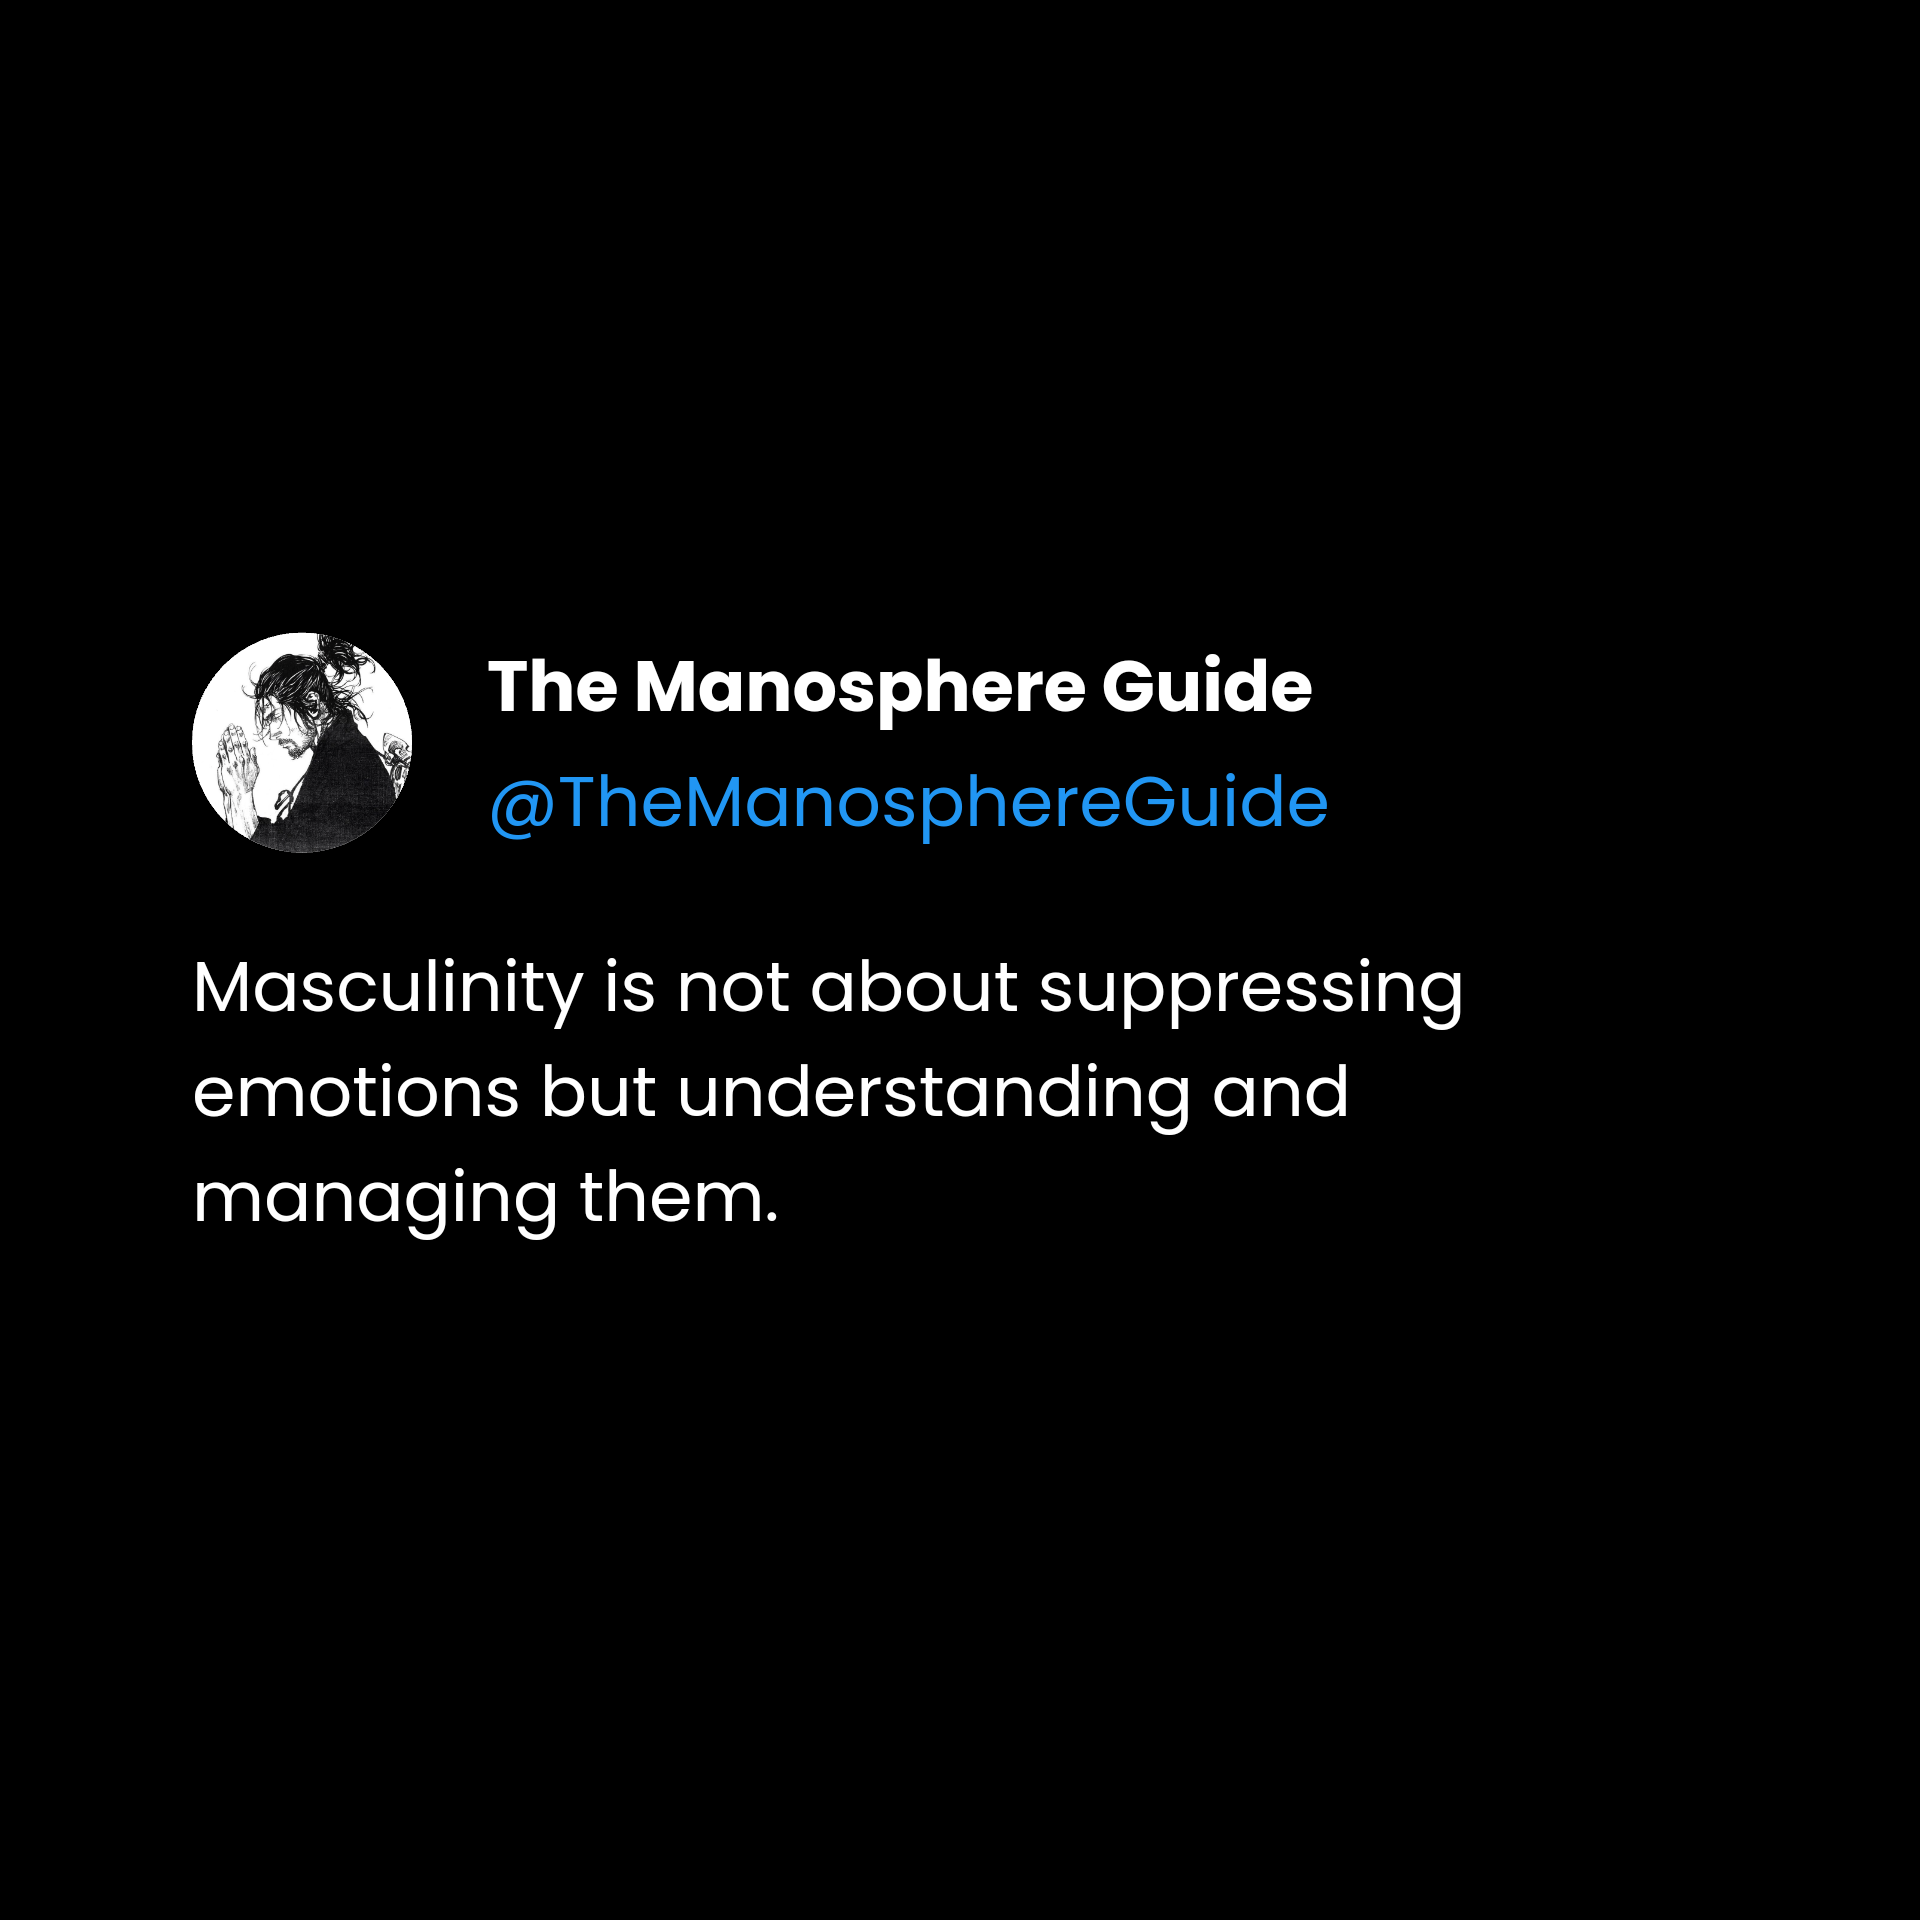 The Manosphere Guide
@TheManosphereGuide
Masculinity is not about suppressing
emotions but understanding and
managing them.